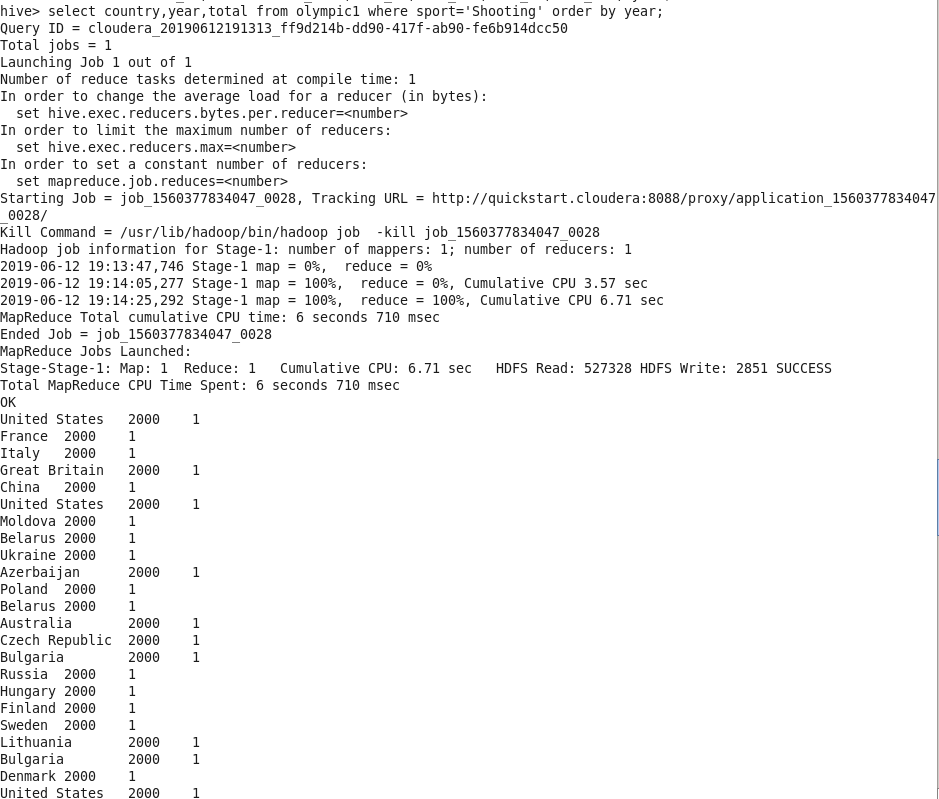 hive> select country,year,total from olympic1 where sport='Shooting' order by year;
Query ID = cloudera_20190612191313_ff9d214b-dd90-417f-ab90-fe6b914dcc50
Total jobs = 1
Launching Job 1 out of 1
Number of reduce tasks determined at compile time: 1
In order to change the average load for a reducer (in bytes):
  set hive.exec.reducers.bytes.per.reducer=<number>
In order to limit the maximum number of reducers:
  set hive.exec.reducers.max=<number>
In order to set a constant number of reducers:
  set mapreduce.job.reduces=<number>
Starting Job = job_1560377834047_0028, Tracking URL = http://quickstart.cloudera:8088/proxy/application_1560377834047
_0028/
Kill Command = /usr/lib/hadoop/bin/hadoop job  -kill job_1560377834047_0028
Hadoop job information for Stage-1: number of mappers: 1; number of reducers: 1
2019-06-12 19:13:47,746 Stage-1 map = 0%,  reduce = 0%
2019-06-12 19:14:05,277 Stage-1 map = 100%,  reduce = 0%, Cumulative CPU 3.57 sec
2019-06-12 19:14:25,292 Stage-1 map = 100%,  reduce = 100%, Cumulative CPU 6.71 sec
MapReduce Total cumulative CPU time: 6 seconds 710 msec
Ended Job = job_1560377834047_0028
MapReduce Jobs Launched:
Stage-Stage-1: Map: 1  Reduce: 1   Cumulative CPU: 6.71 sec   HDFS Read: 527328 HDFS Write: 2851 SUCCESS
Total MapReduce CPU Time Spent: 6 seconds 710 msec
OK
United States   2000    1
France  2000    1
Italy   2000    1
Great Britain   2000    1
China   2000    1
United States   2000    1
Moldova 2000    1
Belarus 2000    1
Ukraine 2000    1
Azerbaijan      2000    1
Poland  2000    1
Belarus 2000    1
Australia       2000    1
Czech Republic  2000    1
Bulgaria        2000    1
Russia  2000    1
Hungary 2000    1
Finland 2000    1
Sweden  2000    1
Lithuania       2000    1
Bulgaria        2000    1
Denmark 2000    1
United States   2000    1